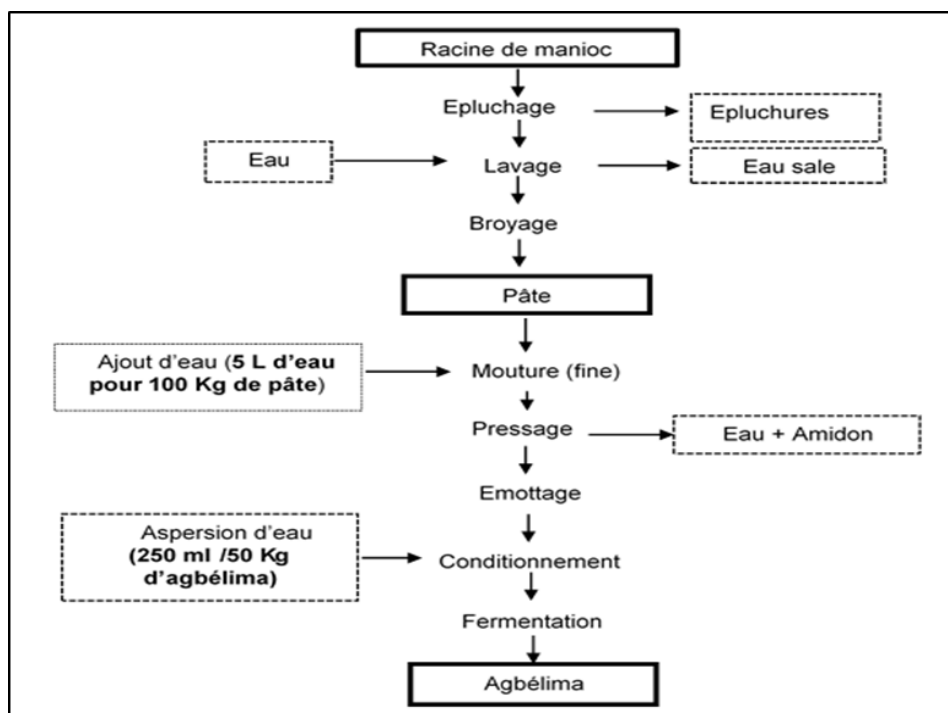 Racine de manioc
Epluchage
Epluchures
Eau
Lavage
Eau sale
Broyage
Pâte
Ajout d'eau (5 L d'eau
pour 100 Kg de pâte)
Mouture (fine)
Pressage
Eau + Amidon
Emottage
Aspersion d'eau
(250 ml /50 Kg
d'agbélima)
Conditionnement
Fermentation
Agbélima